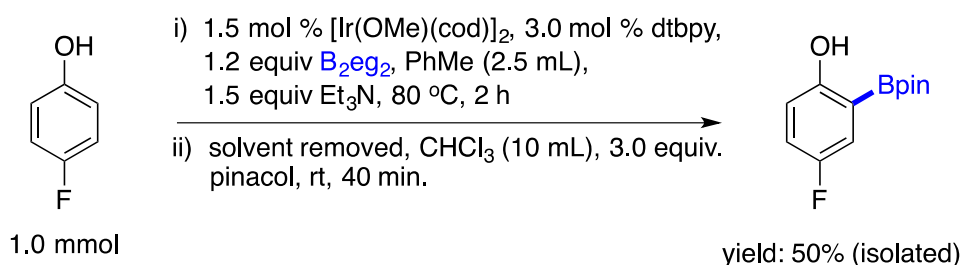 OH
F
1.0 mmol
i) 1.5 mol % [Ir(OMe)(cod)]2, 3.0 mol % dtbpy,
1.2 equiv B2eg2, PhMe (2.5 mL),
1.5 equiv Et3N, 80 ºC, 2 h
ii) solvent removed, CHCl3 (10 mL), 3.0 equiv.
pinacol, rt, 40 min.
OH
Bpin
F
yield: 50% (isolated)